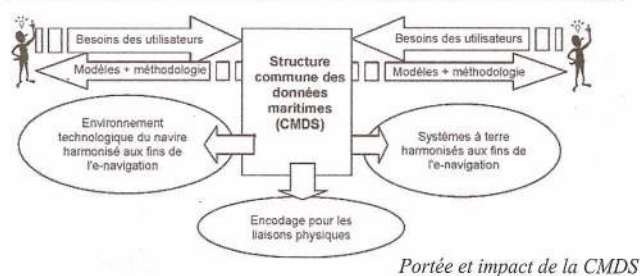 Besoins des utilisateurs
Besoins des utilisateurs
Modèles + méthodologie
Modèles + méthodologie
Structure
commune des
données
maritimes
(CMDS)
Environnement
technologique du navire
harmonisé aux fins de
l'e-navigation
Systèmes à terre
harmonisés aux fins de
l'e-navigation
Encodage pour les
liaisons physiques
Portée et impact de la CMDS